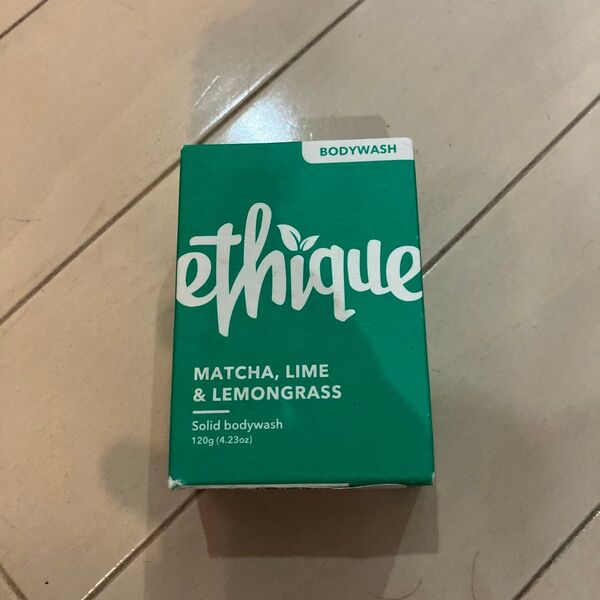 BODYWASH
ethique
MATCHA, LIME
& LEMONGRASS
Solid bodywash
120g (4.23oz)